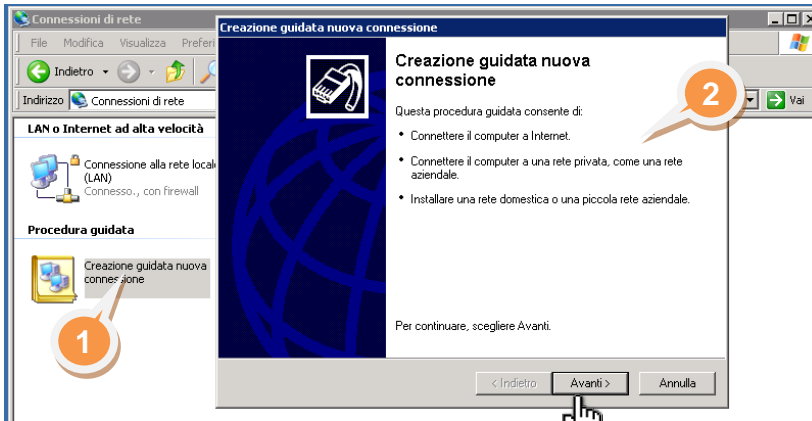 Connessioni di rete
File Modifica Visualizza Preferi
Indietro
Indirizzo Connessioni di rete
Vai
LAN o Internet ad alta velocità
Connessione alla rete locale
(LAN)
Connesso., con firewall
Procedura guidata
Creazione guidata nuova
connessione
1
Creazione guidata nuova connessione
Creazione guidata nuova
connessione
2
Questa procedura guidata consente di:
• Connettere il computer a Internet.
• Connettere il computer a una rete privata, come una rete
aziendale.
• Installare una rete domestica o una piccola rete aziendale.
Per continuare, scegliere Avanti.
< Indietro Avanti > Annulla